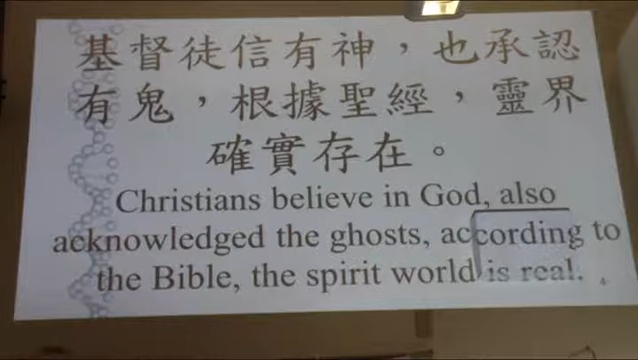 基督徒信有神，也承認
有鬼，根據聖經，靈界
確實存在。
Christians believe in God, also
acknowledged the ghosts, according to
the Bible, the spirit world is real.